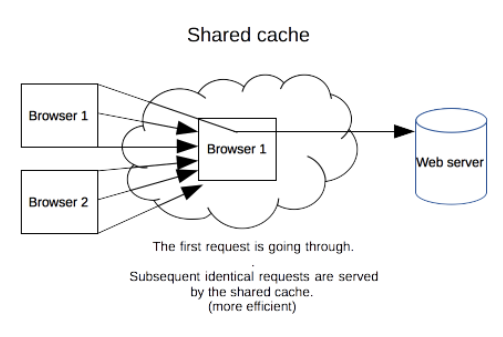 Shared cache
Browser 1
Browser 1
Web server
Browser 2
The first request is going through.
.
Subsequent identical requests are served
by the shared cache.
(more efficient)